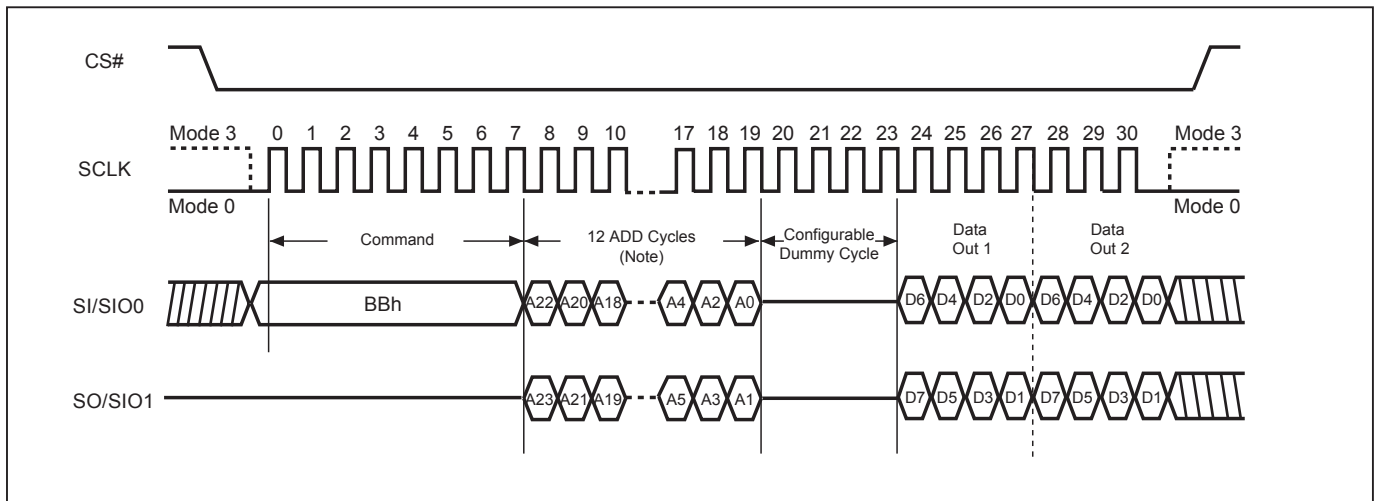 CS#
Mode 3 0 1 2 3 4 5 6 7 8 9 10 17 18 19 20 21 22 23 24 25 26 27 28 29 30 Mode 3
SCLK
Mode 0 Mode 0
Command 12 ADD Cycles (Note) Configurable Dummy Cycle Data Out 1 Data Out 2
SI/SIO0 BBh A22 A20 A18 A4 A2 A0 D6 D4 D2 D0 D6 D4 D2 D0
SO/SIO1 A23 A21 A19 A5 A3 A1 D7 D5 D3 D1 D7 D5 D3 D1